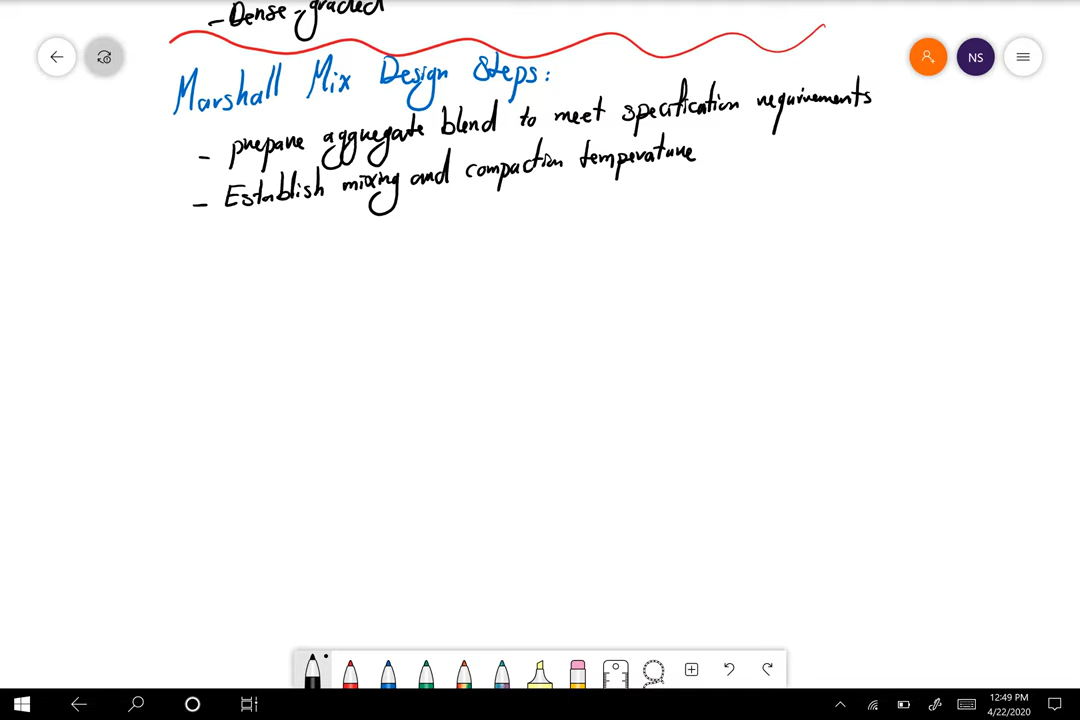 - Dense-graded
NS
Marshall Mix Design Steps:
- prepare aggregate blend to meet specification requirements
- Establish mixing and compaction temperature
12:49 PM
4/22/2020